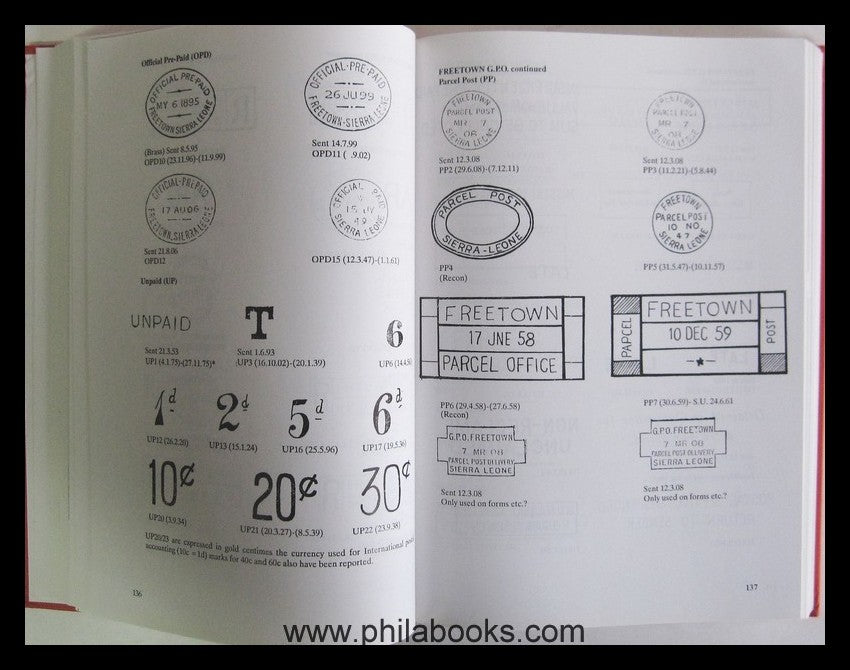 Official Pre-Paid (OPD)
OFFICIAL PRE-PAID
MY 6 1895
FREETOWN SIERRA LEONE
OFFICIAL-PRE-PAID
26 JU 99
FREETOWN-SIERRA LEONE
(Brass) Sent 8.5.95
OPD10 (23.11.96)-(11.9.99)
Sent 14.7.99
OPD11 ( .9.02)
OFFICIAL-PRE-PAID
17 AU 06
FREETOWN-SIERRA LEONE
OFFICIAL PAID
15 JY
49
SIERRA LEONE
Sent 21.8.06
OPD12
OPD15 (12.3.47)-(1.1.61)
Unpaid (UP)
UNPAID
T
6
Sent 21.3.53
UP1 (4.1.75)-(27.11.75)*
Sent 1.6.93
UP3 (16.10.02)-(20.1.39)
UP6 (14.4.
1d
2d
5d
6d
UP12 (26.2.20)
UP13 (15.1.24)
UP16 (25.5.96)
UP17 (19.5.36
10¢
20¢
30¢
UP20 (3.9.34)
UP21 (20.3.27)-(8.5.39)
UP22 (23.9.38)
UP20/23 are expressed in gold centimes the currency used for International
accounting (10c = 1d) marks for 40c and 60c also have been reported.
136
FREETOWN G.P.O. continued
Parcel Post (PP)
FREETOWN
PARCEL POST
MR 7
08
SIERRA LEONE
FREETOWN
PARCEL POST
MR 7
08
SIERRA LEONE
Sent 12.3.08
PP2 (29.6.08)-(7.12.11)
Sent 12.3.08
PP3 (11.2.21)-(5.8.44)
PARCEL POST
SIERRA-LEONE
FREETOWN
PARCEL POST
10 NO
47
SIERRA LEONE
PP4
(Recon)
PP5 (31.5.47)-(10.11.57)
FREETOWN
17 JNE 58
PARCEL OFFICE
PARCEL
FREETOWN
10 DEC 59
POST
PP6 (29.4.58)-(27.6.58)
(Recon)
PP7 (30.6.59)- S.U. 24.6.61
G.P.O. FREETOWN
7 MR 08
PARCEL POST DELIVERY
SIERRA LEONE
G.P.O. FREETOWN
7 MR 08
PARCEL POST DELIVERY
SIERRA LEONE
Sent 12.3.08
Only used on forms etc.?
Sent 12.3.08
Only used on forms etc.?
137
www.philabooks.com